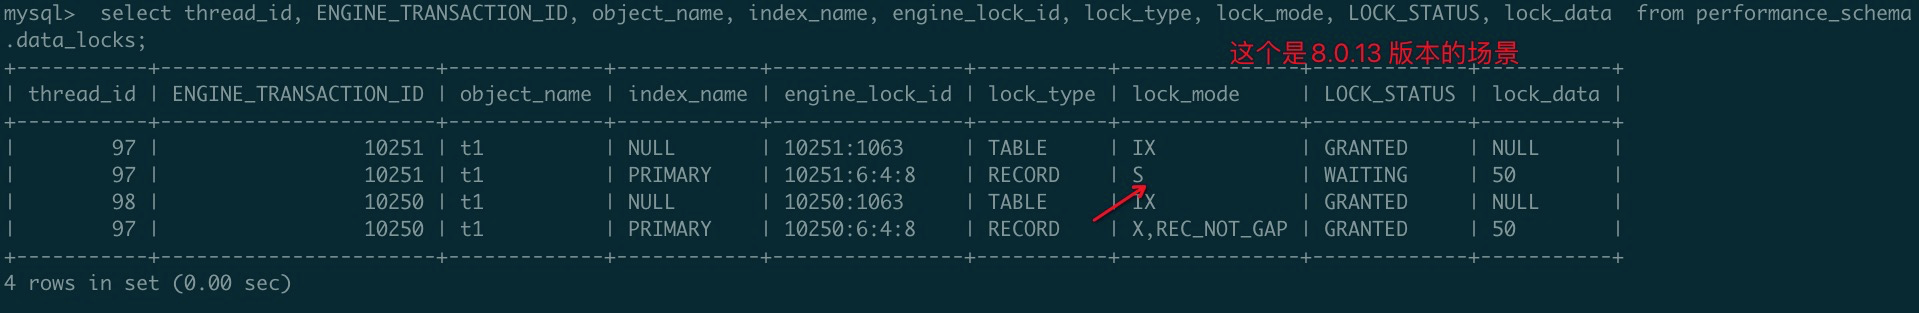 mysql>  select thread_id, ENGINE_TRANSACTION_ID, object_name, index_name, engine_lock_id, lock_type, lock_mode, LOCK_STATUS, lock_data  from performance_schema
.data_locks;
这个是 8.0.13 版本的场景
+-----------+-----------------------+-------------+------------+----------------+-----------+---------------+-------------+-----------+
| thread_id | ENGINE_TRANSACTION_ID | object_name | index_name | engine_lock_id | lock_type | lock_mode     | LOCK_STATUS | lock_data |
+-----------+-----------------------+-------------+------------+----------------+-----------+---------------+-------------+-----------+
|        97 |                 10251 | t1          | NULL       | 10251:1063     | TABLE     | IX            | GRANTED     | NULL      |
|        97 |                 10251 | t1          | PRIMARY    | 10251:6:4:8    | RECORD    | S             | WAITING     | 50        |
|        98 |                 10250 | t1          | NULL       | 10250:1063     | TABLE     | IX            | GRANTED     | NULL      |
|        97 |                 10250 | t1          | PRIMARY    | 10250:6:4:8    | RECORD    | X,REC_NOT_GAP | GRANTED     | 50        |
+-----------+-----------------------+-------------+------------+----------------+-----------+---------------+-------------+-----------+
4 rows in set (0.00 sec)